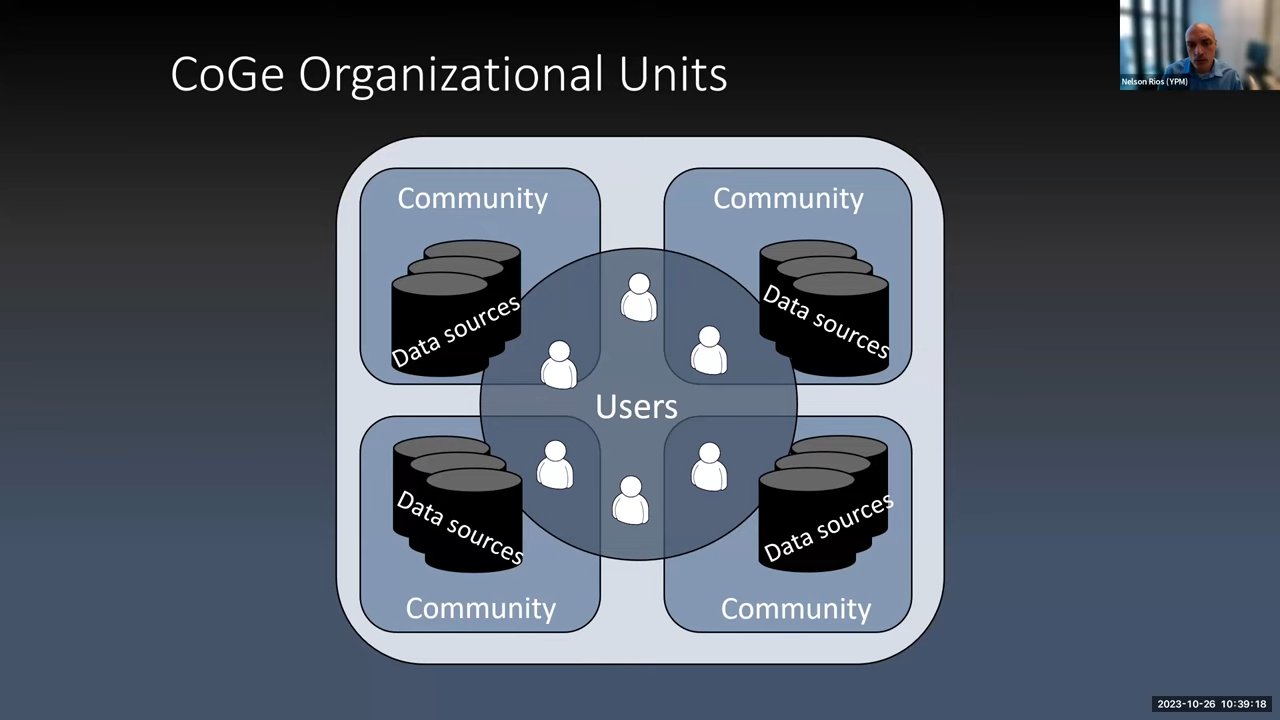 CoGe Organizational Units
Nelson Rios (YPM)
Community
Community
Data sources
Data sources
Users
Data sources
Data sources
Community
Community
2023-10-26 10:39:18